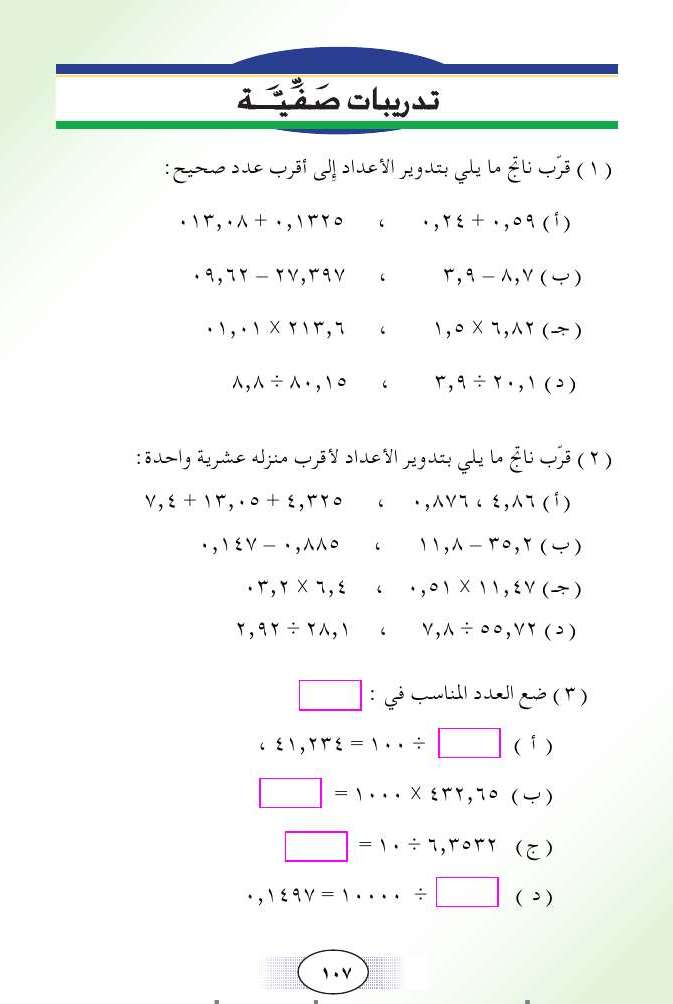 تدريبات صَفِّيَّـــة
( ١ ) قرّب ناتج ما يلي بتدوير الأعداد إلى أقرب عدد صحيح :
( أ ) ٠,٥٩ + ٠,٢٤ ، ٠,١٣٢٥ + ٠١٣,٠٨
( ب ) ٨,٧ – ٣,٩ ، ٢٧,٣٩٧ – ٠٩,٦٢
( جـ ) ٦,٨٢ × ١,٥ ، ٢١٣,٦ × ٠١,٠١
( د ) ٢٠,١ ÷ ٣,٩ ، ٨٠,١٥ ÷ ٨,٨
( ٢ ) قرّب ناتج ما يلي بتدوير الأعداد لأقرب منزله عشرية واحدة :
( أ ) ٤,٨٦ ، ٠,٨٧٦ ، ٤,٣٢٥ + ١٣,٠٥ + ٧,٤
( ب ) ٣٥,٢ – ١١,٨ ، ٠,٨٨٥ – ٠,١٤٧
( جـ ) ١١,٤٧ × ٠,٥١ ، ٦,٤ × ٠٣,٢
( د ) ٥٥,٧٢ ÷ ٧,٨ ، ٢٨,١ ÷ ٢,٩٢
( ٣ ) ضع العدد المناسب في :
( أ ) ÷ ١٠٠ = ٤١,٢٣٤ ،
( ب ) ٤٣٢,٦٥ × ١٠٠٠ =
( ج ) ٦,٣٥٣٢ ÷ ١٠ =
( د ) ÷ ١٠٠٠٠ = ٠,١٤٩٧
١٠٧